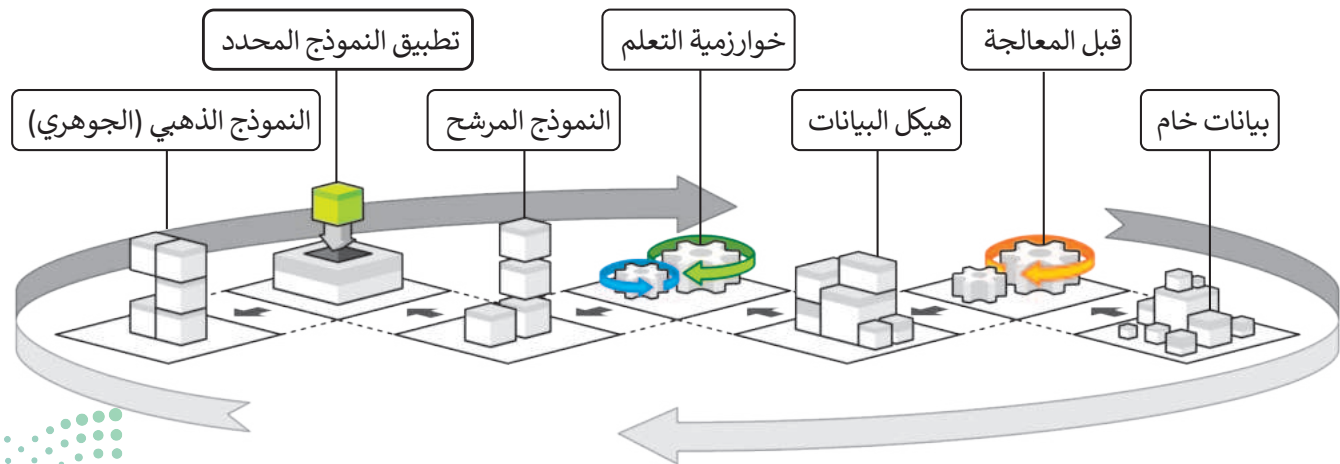 قبل المعالجة
خوارزمية التعلم
تطبيق النموذج المحدد
بيانات خام
هيكل البيانات
النموذج المرشح
النموذج الذهبي (الجوهري)